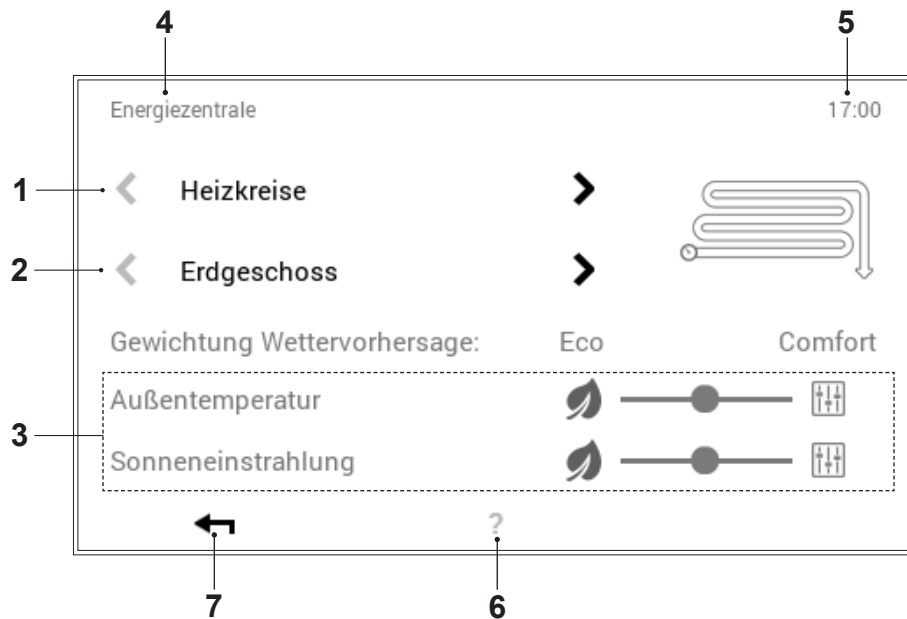 4 5
Energiezentrale 17:00
1 Heizkreise
2 Erdgeschoss
Gewichtung Wettervorhersage: Eco Comfort
3 Außentemperatur
Sonneneinstrahlung
?
7 6